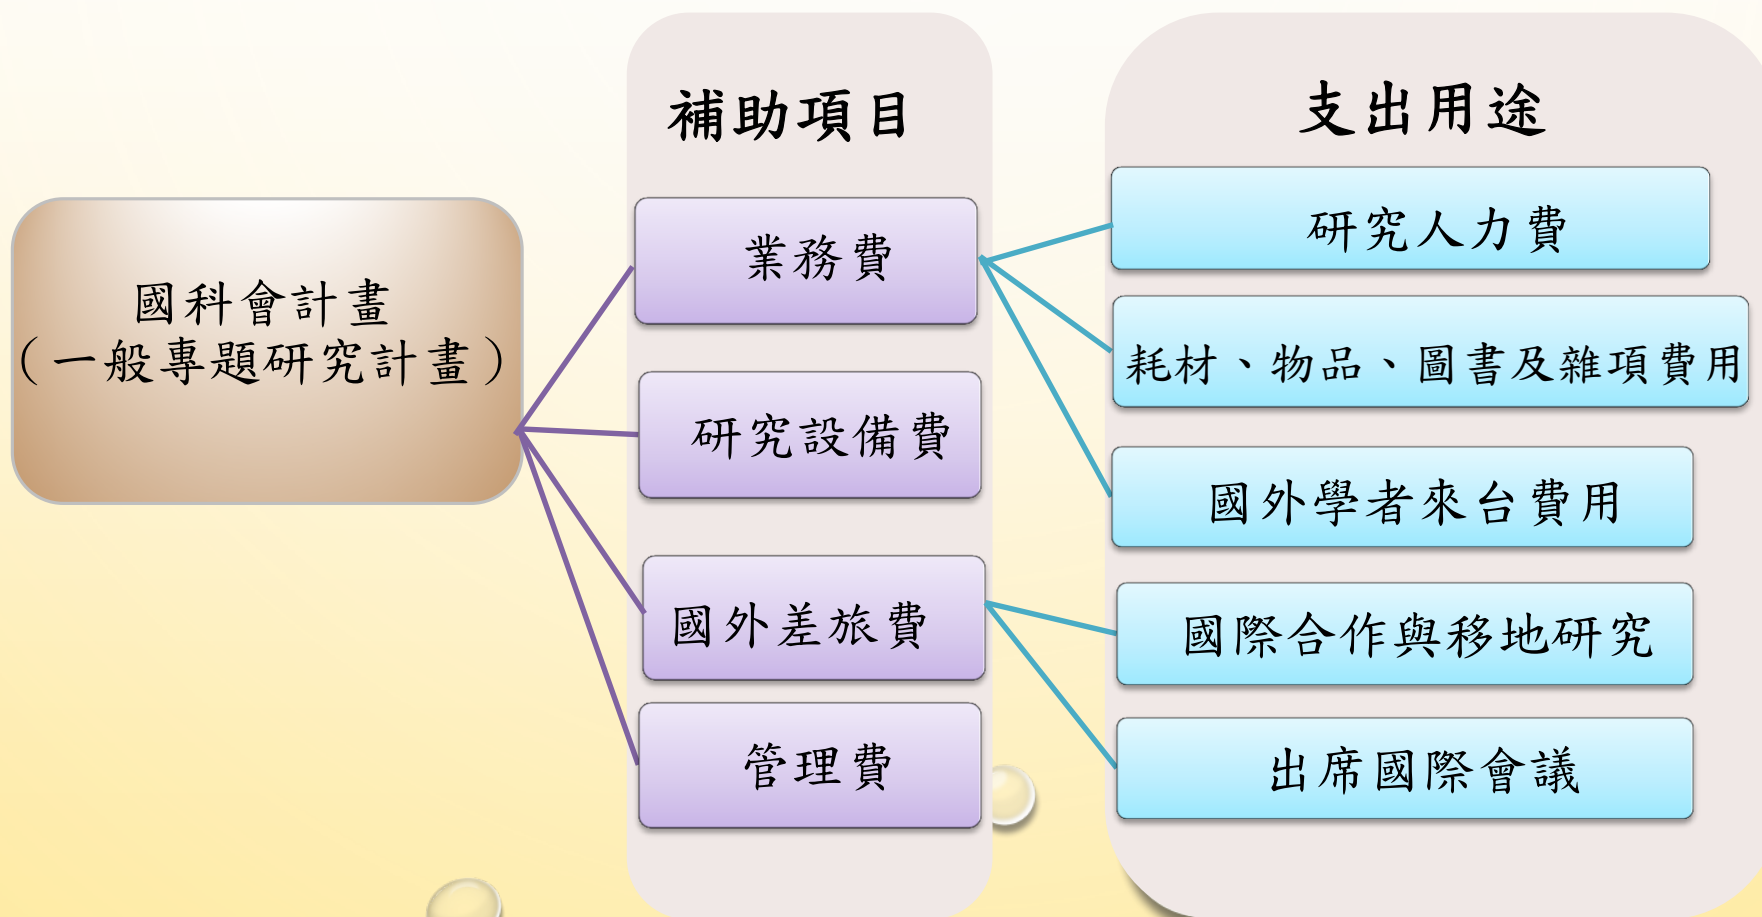 國科會計畫
（一般專題研究計畫）
補助項目
業務費
研究設備費
國外差旅費
管理費
支出用途
研究人力費
耗材、物品、圖書及雜項費用
國外學者來台費用
國際合作與移地研究
出席國際會議